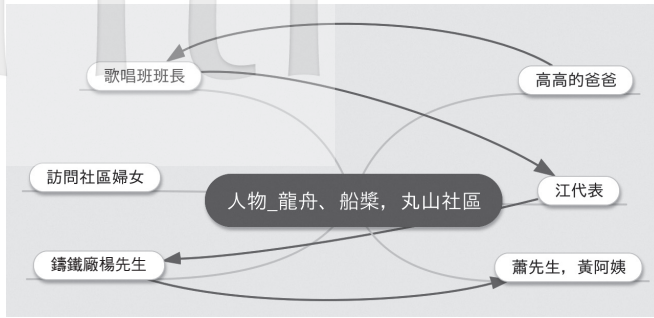 歌唱班班長
高高的爸爸
訪問社區婦女
人物_龍舟、船槳，丸山社區
江代表
鑄鐵廠楊先生
蕭先生，黃阿姨